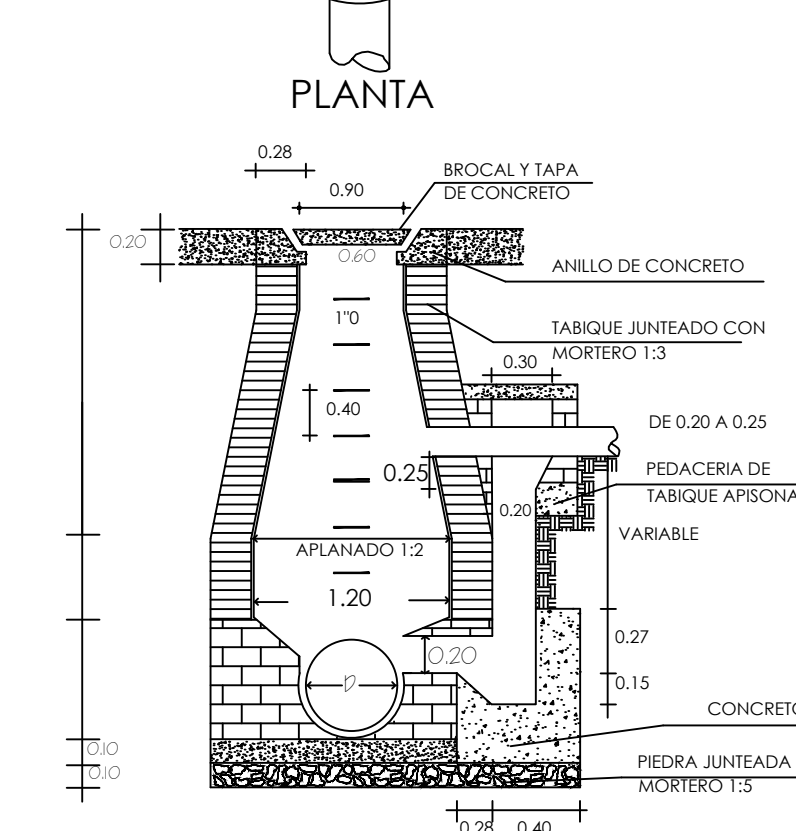 PLANTA
0.28
0.90
BROCAL Y TAPA
DE CONCRETO
0.20
0.60
ANILLO DE CONCRETO
1"0
TABIQUE JUNTEADO CON
MORTERO 1:3
0.30
0.40
DE 0.20 A 0.25
0.25
PEDACERIA DE
TABIQUE APISONA
0.20
VARIABLE
APLANADO 1:2
1.20
0.27
0.20
D
0.15
CONCRETO
0.10
0.10
PIEDRA JUNTEADA
MORTERO 1:5
0.28
0.40